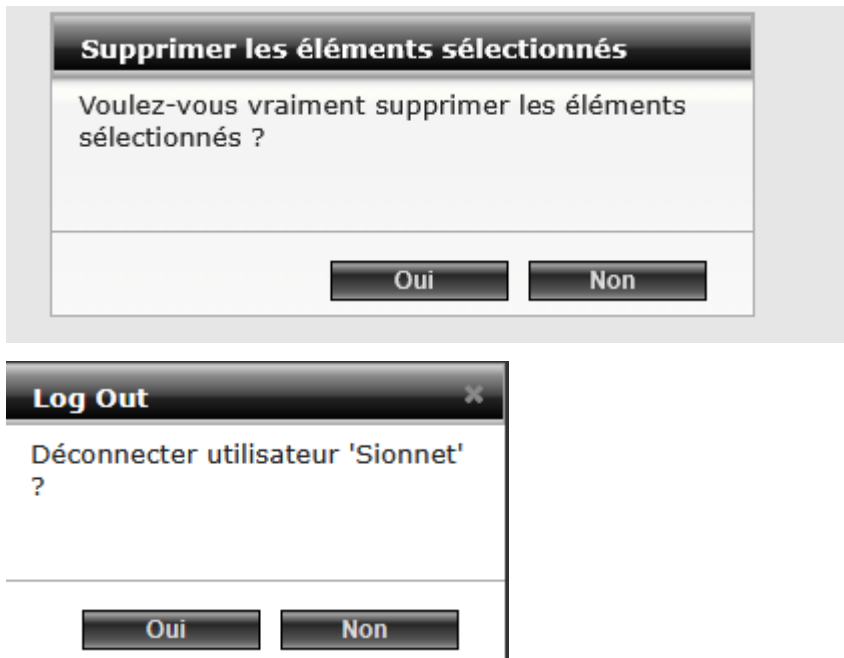 Supprimer les éléments sélectionnés
Voulez-vous vraiment supprimer les éléments
sélectionnés ?
Oui Non
Log Out
Déconnecter utilisateur 'Sionnet'
?
Oui Non